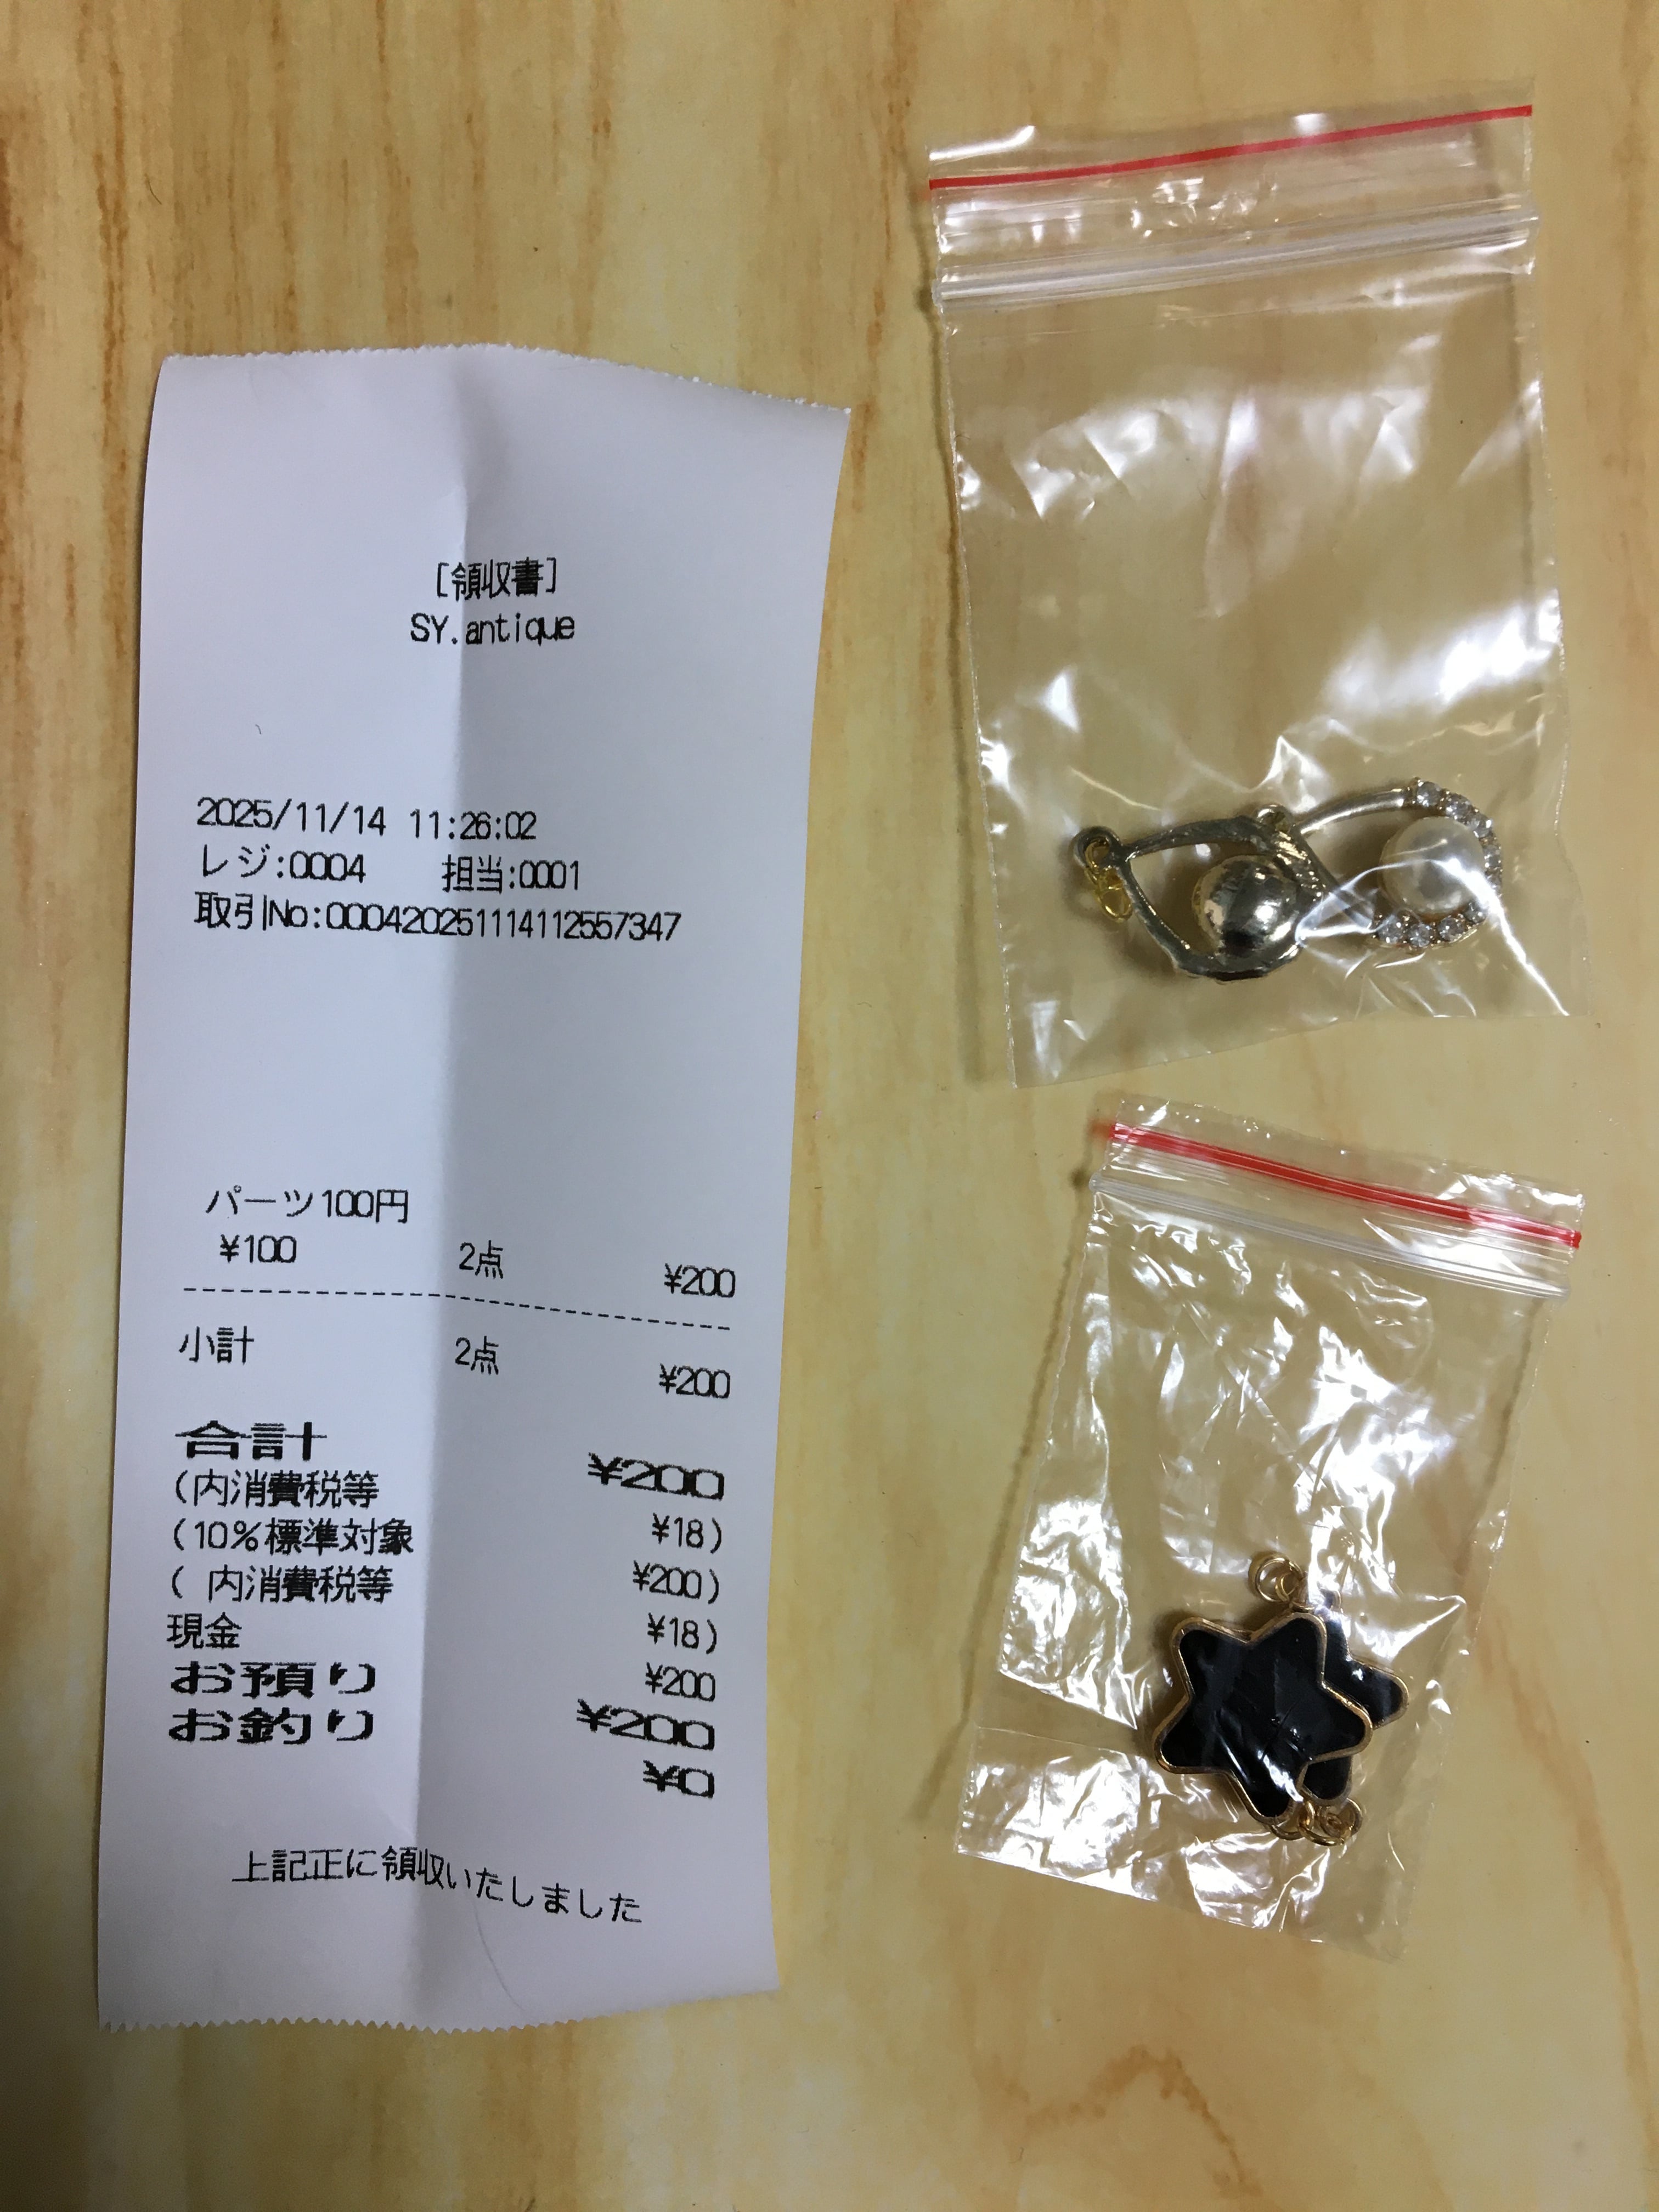 [領収書]
SY.antique
2025/11/14 11:26:02
レジ:0004 担当:0001
取引No:000420251114112557347
パーツ100円
¥100 2点 ¥200
小計 2点 ¥200
合計 ¥200
(内消費税等 ¥18)
(10%標準対象 ¥200)
( 内消費税等 ¥18)
現金 ¥200
お預り ¥200
お釣り ¥0
上記正に領収いたしました